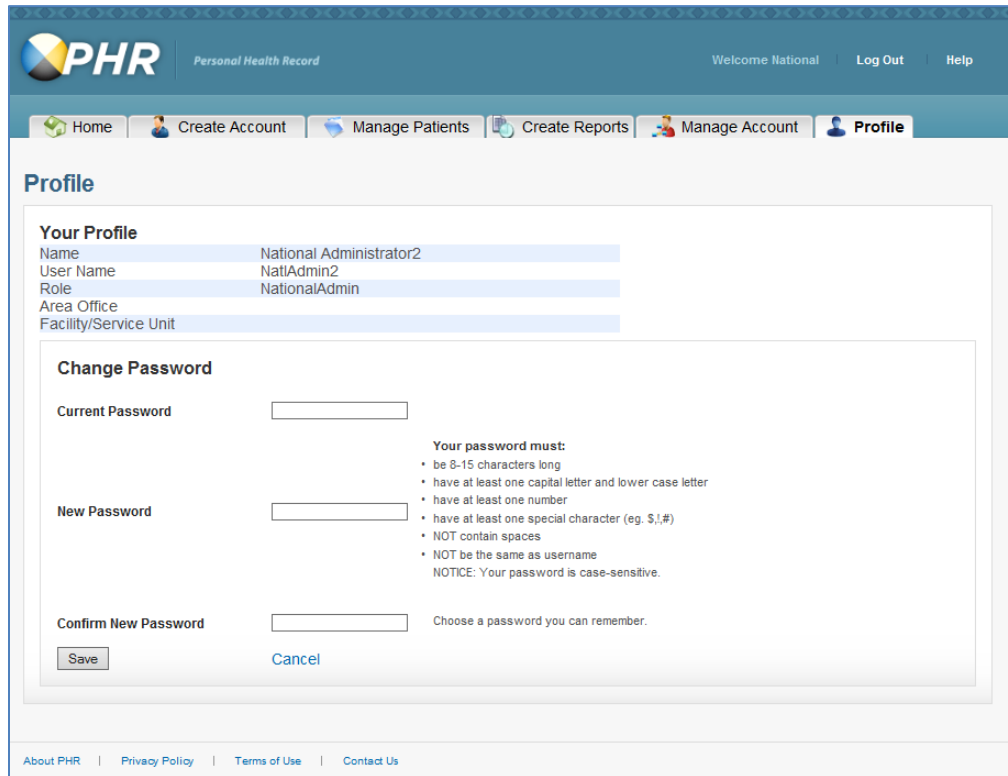 PHR Personal Health Record Welcome National Log Out Help
Home Create Account Manage Patients Create Reports Manage Account Profile
Profile
Your Profile
Name National Administrator2
User Name NatlAdmin2
Role NationalAdmin
Area Office
Facility/Service Unit
Change Password
Current Password
Your password must:
• be 8-15 characters long
• have at least one capital letter and lower case letter
• have at least one number
New Password
• have at least one special character (eg. $,!,#)
• NOT contain spaces
• NOT be the same as username
NOTICE: Your password is case-sensitive.
Confirm New Password Choose a password you can remember.
Save Cancel
About PHR | Privacy Policy | Terms of Use | Contact Us